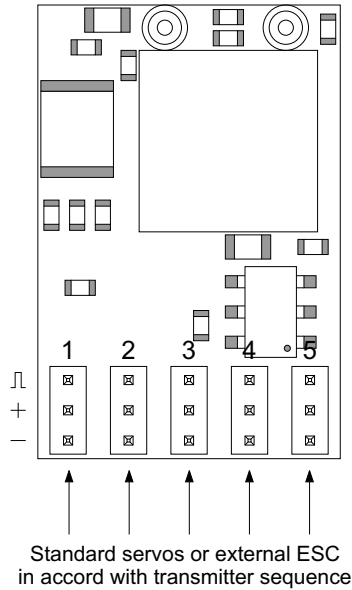 1 2 3 4 5
⎍
+
–
Standard servos or external ESC
in accord with transmitter sequence